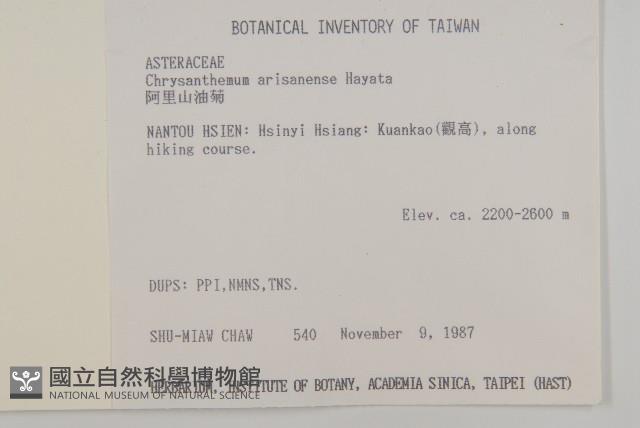 BOTANICAL INVENTORY OF TAIWAN
ASTERACEAE
Chrysanthemum arisanense Hayata
阿里山油菊
NANTOU HSIEN: Hsinyi Hsiang: Kuankao(觀高), along
hiking course.
Elev. ca. 2200-2600 m
DUPS: PPI,NMNS,TNS.
SHU-MIAW CHAW 540 November 9, 1987
國立自然科學博物館
HERBARIUM, INSTITUTE OF BOTANY, ACADEMIA SINICA, TAIPEI (HAST)
NATIONAL MUSEUM OF NATURAL SCIENCE